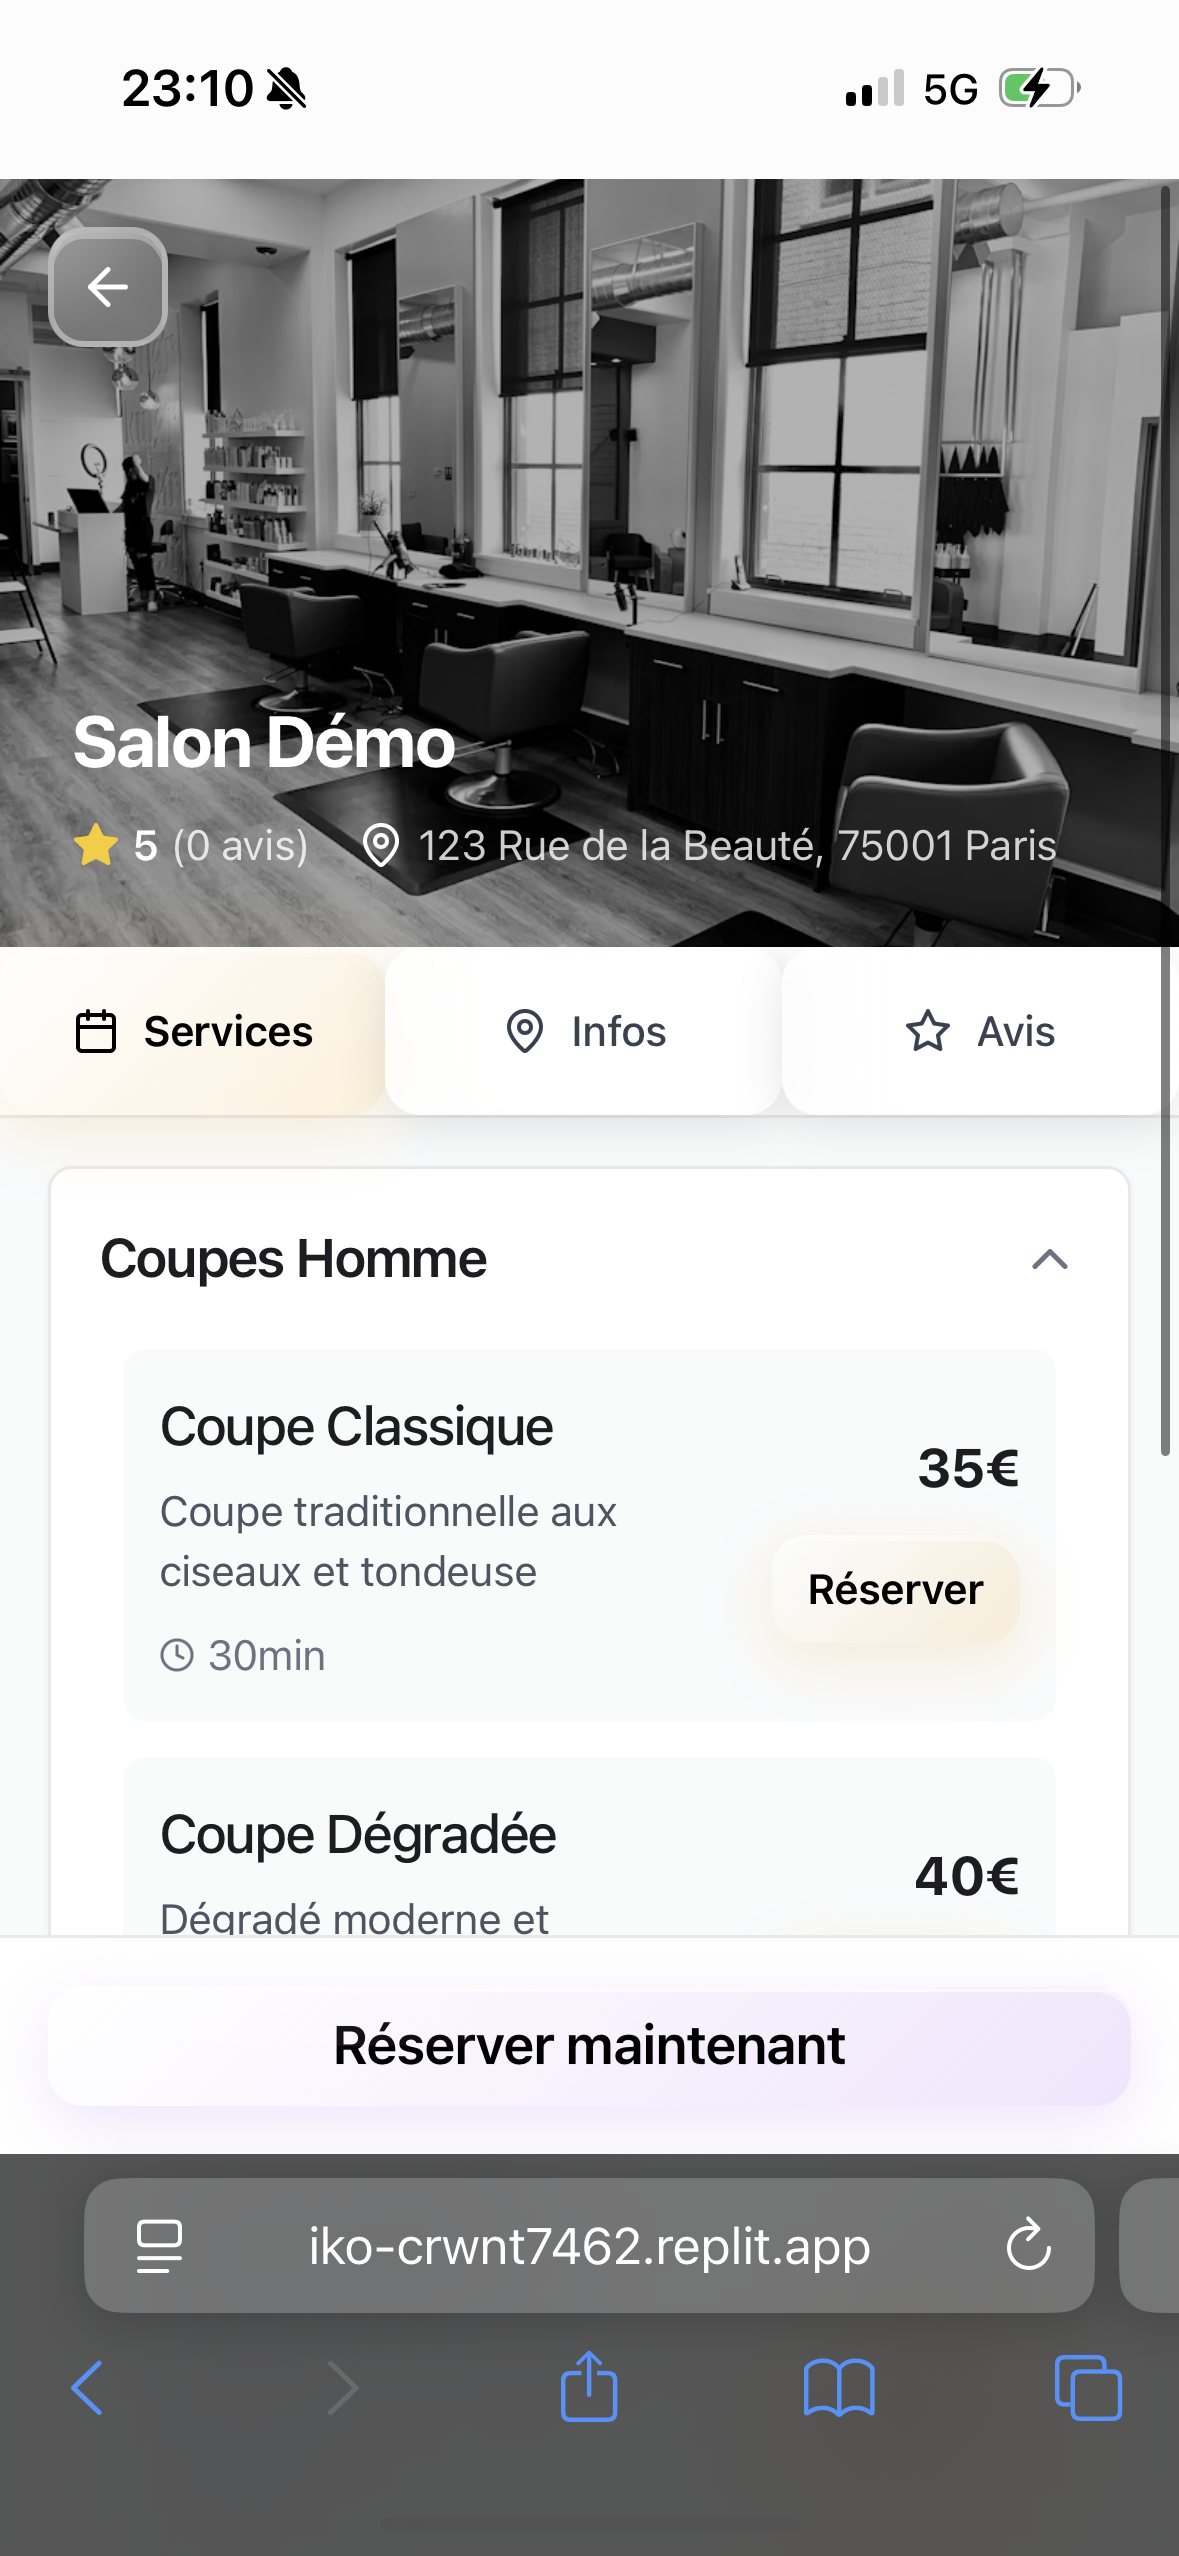 23:10
5G
Salon Démo
5 (0 avis) 123 Rue de la Beauté, 75001 Paris
Services Infos Avis
Coupes Homme
Coupe Classique
35€
Coupe traditionnelle aux
ciseaux et tondeuse
Réserver
30min
Coupe Dégradée
40€
Dégradé moderne et
Réserver maintenant
iko-crwnt7462.replit.app